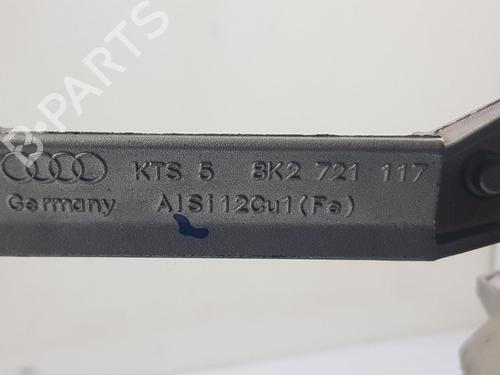 B-PARTS
KTS 5 8K2 721 117
Germany AlSi12Cu1(Fe)